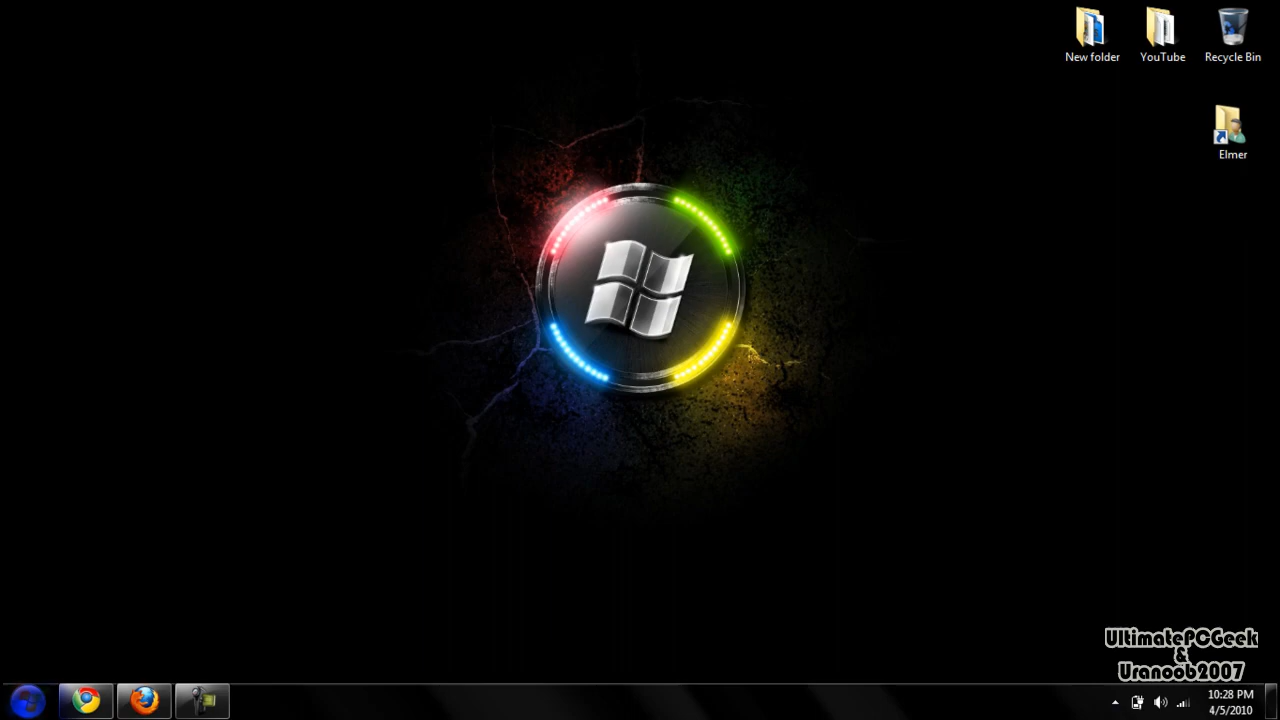 New folder
YouTube
Recycle Bin
Elmer
UltimatePCGeek
&
Uranoob2007
10:28 PM
4/5/2010